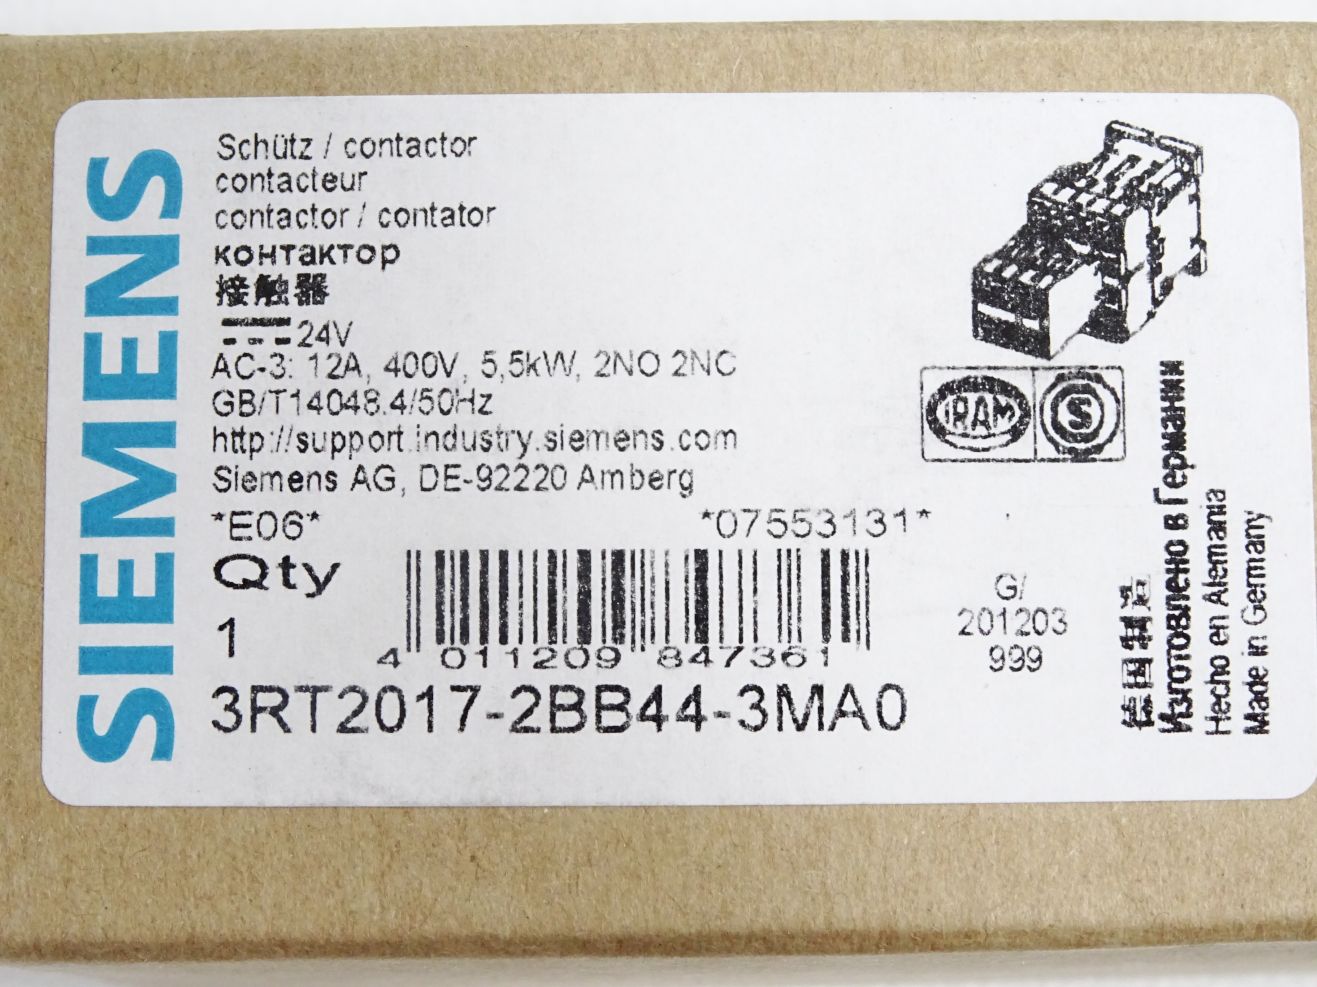 SIEMENS
Schütz / contactor
contacteur
contactor / contator
контактор
接触器
24V
AC-3: 12A, 400V, 5,5kW, 2NO 2NC
GB/T14048.4/50Hz
http://support.industry.siemens.com
Siemens AG, DE-92220 Amberg
*E06* *07553131*
Qty
1
4 011209 847361
3RT2017-2BB44-3MA0
IRAM S
G/
201203
999
德国制造
Изготовлено в Германии
Hecho en Alemania
Made in Germany